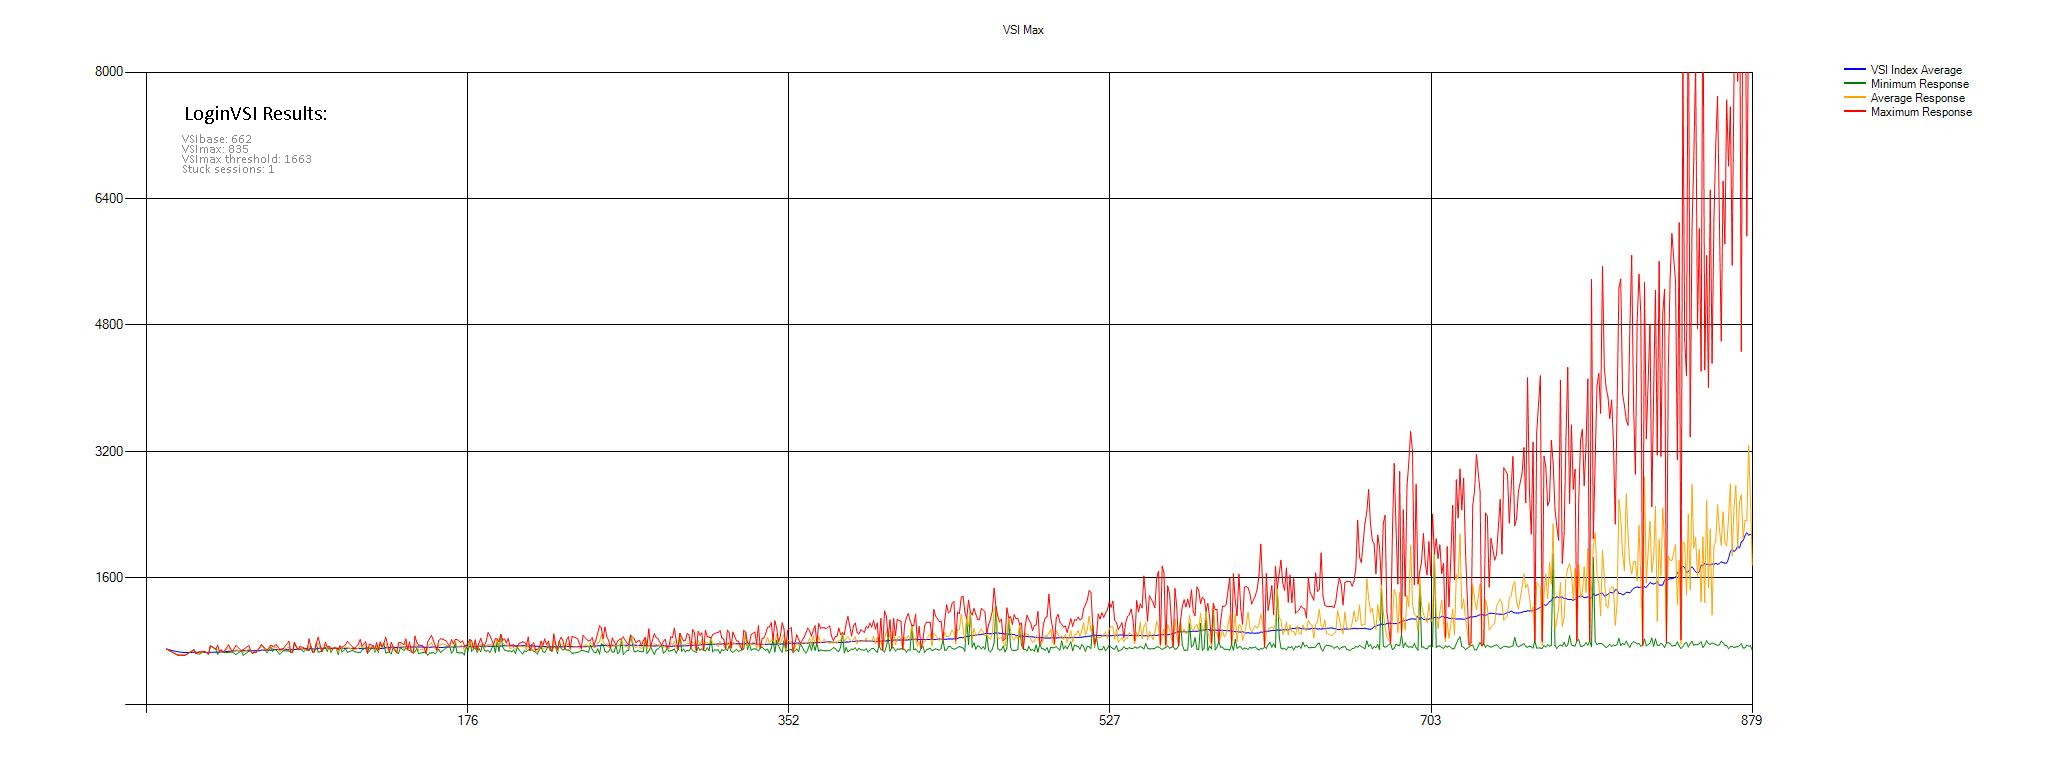 VSI Max
8000
6400
4800
3200
1600
LoginVSI Results:
VSIbase: 662
VSImax: 835
VSImax threshold: 1663
Stuck sessions: 1
VSI Index Average
Minimum Response
Average Response
Maximum Response
176
352
527
703
879